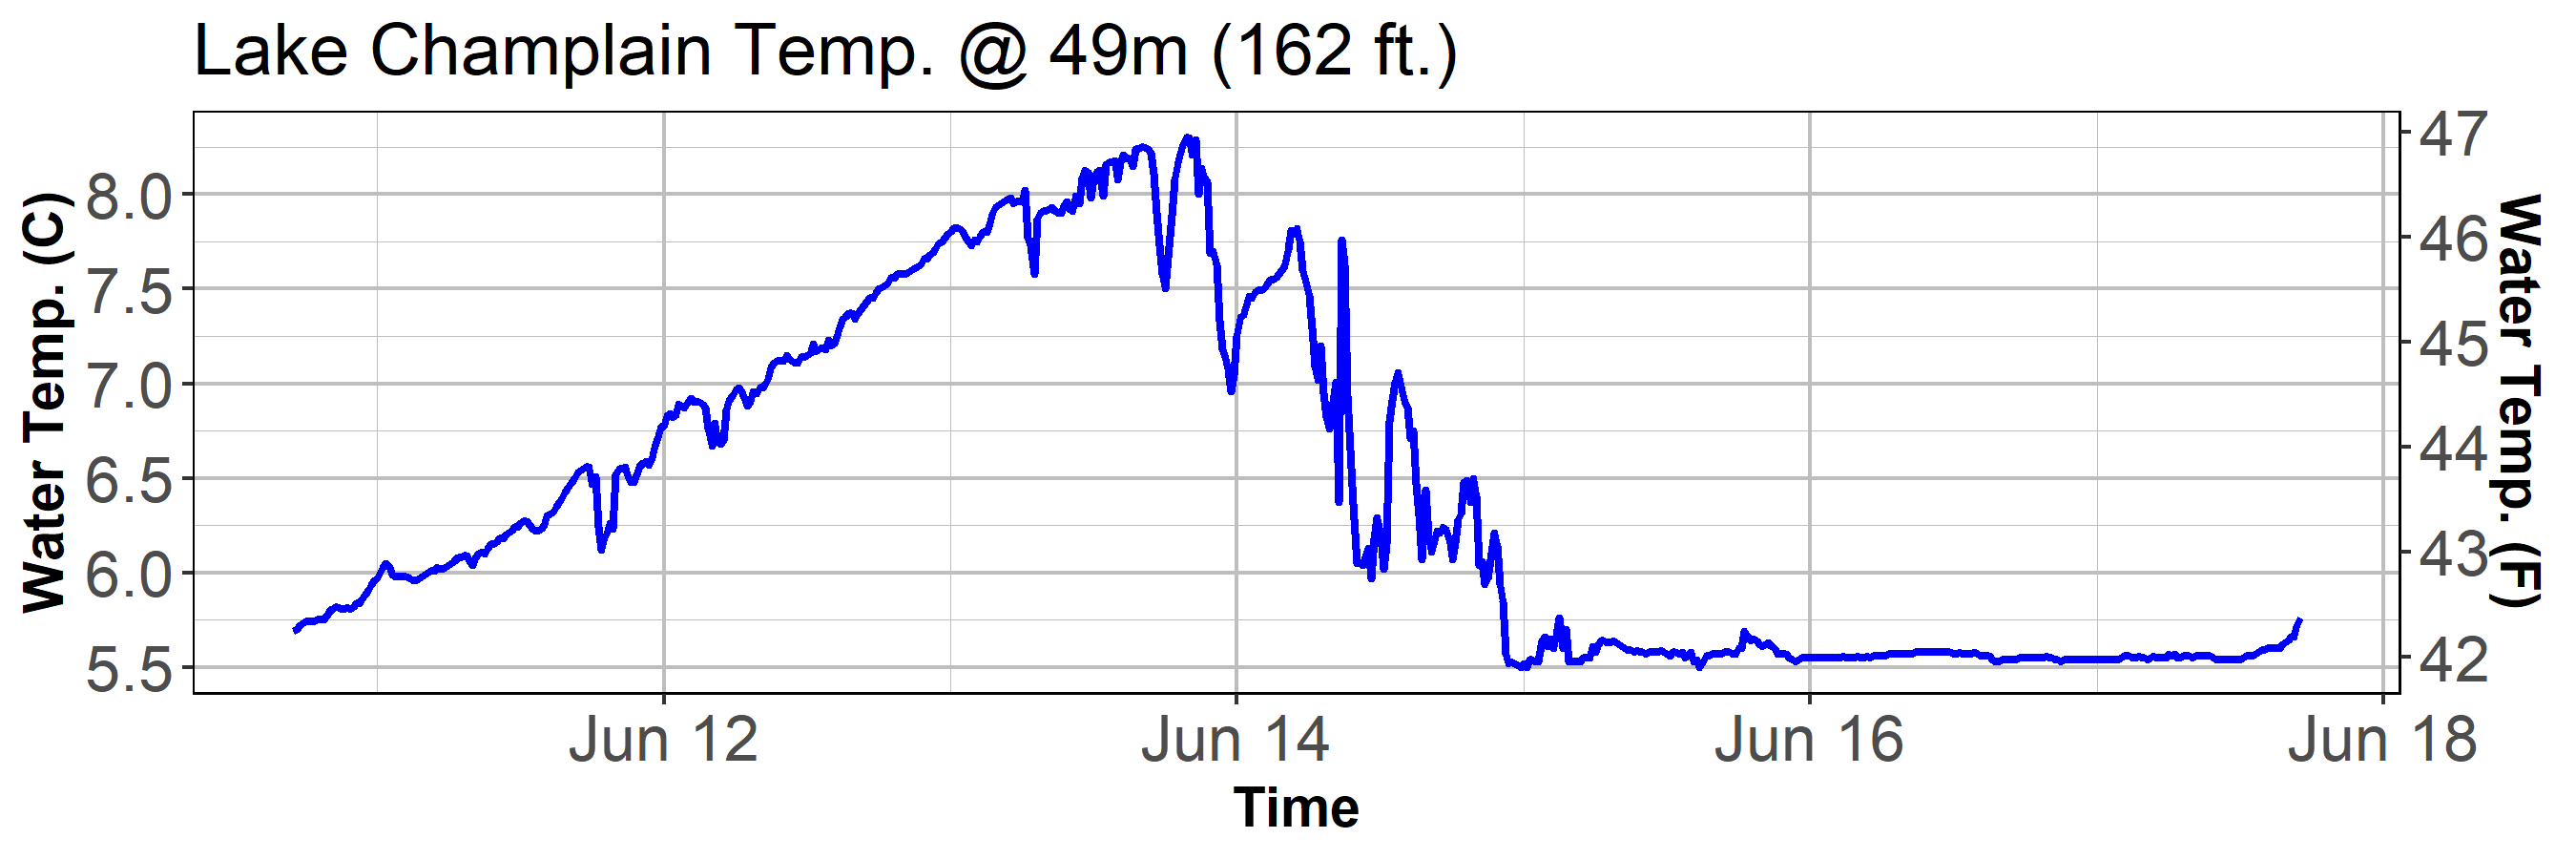 Lake Champlain Temp. @ 49m (162 ft.)
Water Temp. (C)
8.0
7.5
7.0
6.5
6.0
5.5
47
46
45
44
43
42
Water Temp. (F)
Jun 12 Jun 14 Jun 16 Jun 18
Time